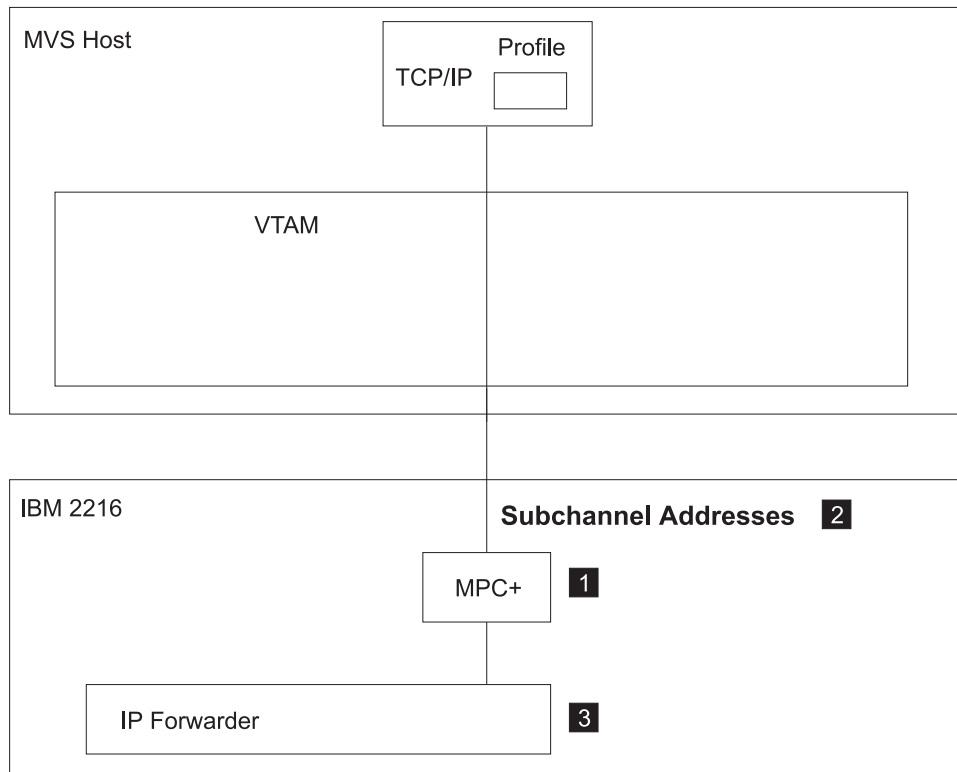 MVS Host
Profile
TCP/IP
VTAM
IBM 2216
Subchannel Addresses 2
MPC+ 1
IP Forwarder 3